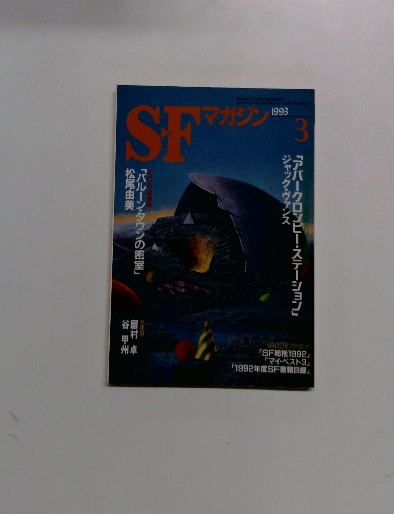 SFマガジン
1993
3
「アバークロンビー・ステーション」
ジャック・ヴァンス
「バルーン・タウンの密室」
松尾由美
眉村 卓
谷 甲州
「SF総括1992」
「マイ・ベスト3」
「1992年度SF書籍目録」